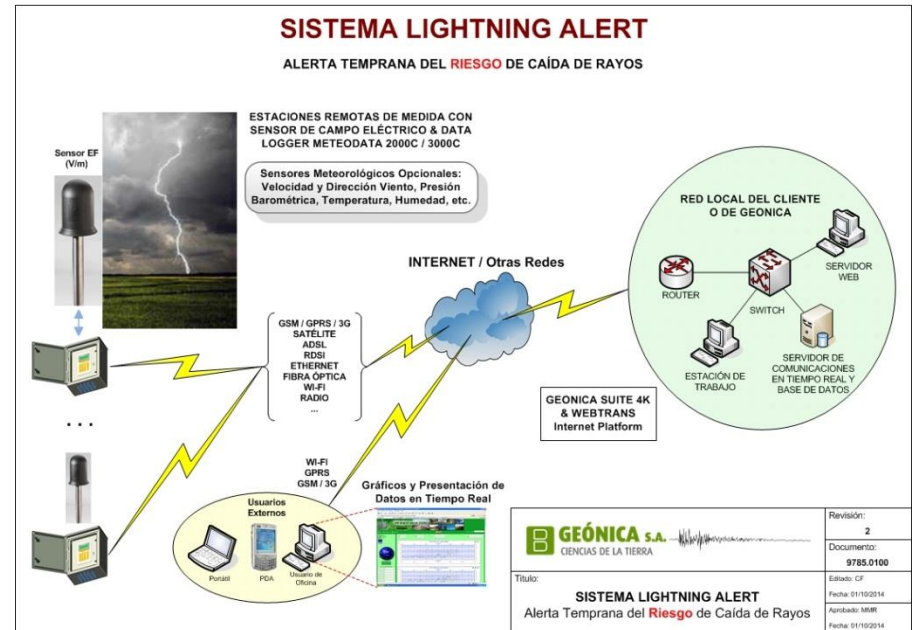 SISTEMA LIGHTNING ALERT
ALERTA TEMPRANA DEL RIESGO DE CAÍDA DE RAYOS
Sensor EF
(V/m)
ESTACIONES REMOTAS DE MEDIDA CON
SENSOR DE CAMPO ELÉCTRICO & DATA
LOGGER METEODATA 2000C / 3000C
Sensores Meteorológicos Opcionales:
Velocidad y Dirección Viento, Presión
Barométrica, Temperatura, Humedad, etc.
INTERNET / Otras Redes
RED LOCAL DEL CLIENTE
O DE GEONICA
SERVIDOR
WEB
ROUTER
SWITCH
ESTACIÓN DE
TRABAJO
SERVIDOR DE
COMUNICACIONES
EN TIEMPO REAL Y
BASE DE DATOS
GSM / GPRS / 3G
SATÉLITE
ADSL
RDSI
ETHERNET
FIBRA ÓPTICA
WI-FI
RADIO
...
GEONICA SUITE 4K
& WEBTRANS
Internet Platform
...
WI-FI
GPRS
GSM / 3G
Gráficos y Presentación de
Datos en Tiempo Real
Usuarios
Externos
Portátil
PDA
Usuario de
Oficina
GEÓNICA S.A.
CIENCIAS DE LA TIERRA
Revisión:
2
Documento:
9785.0100
Título:
SISTEMA LIGHTNING ALERT
Alerta Temprana del Riesgo de Caída de Rayos
Editado: CF
Fecha: 01/10/2014
Aprobado: MMR
Fecha: 01/10/2014